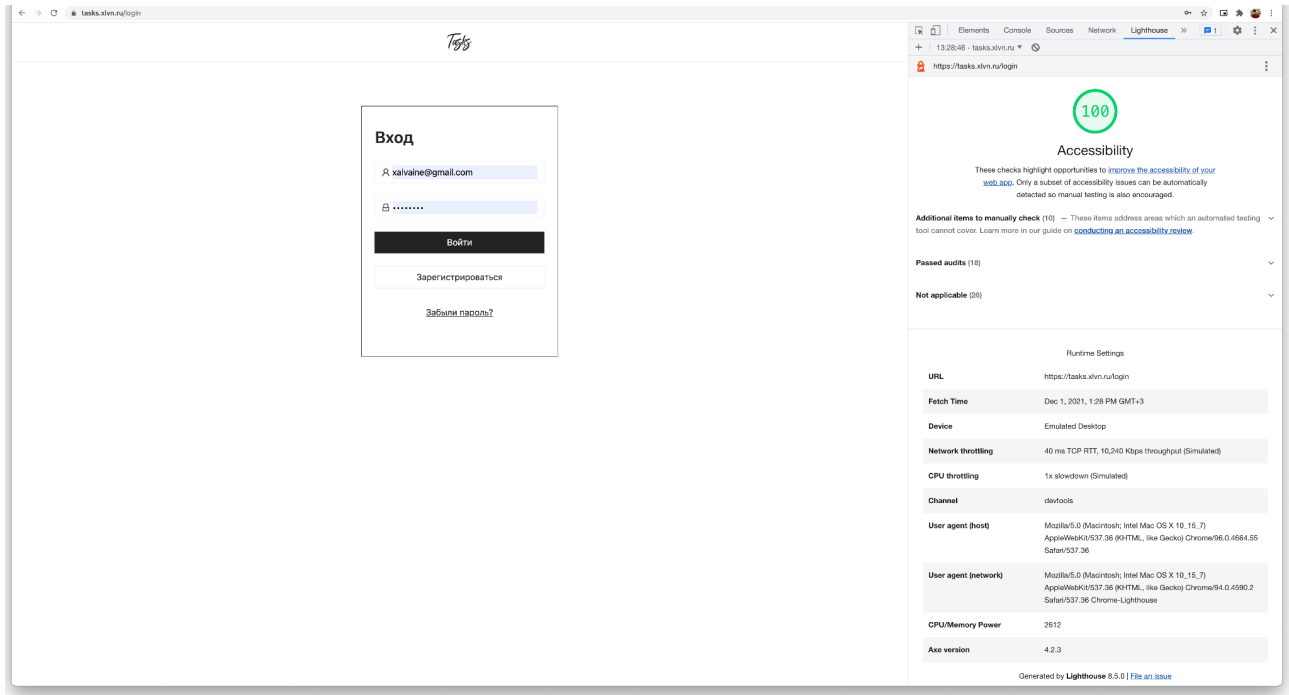 tasks.xlvn.ru/login
Tasks
Вход
xalvaine@gmail.com
••••••••
Войти
Зарегистрироваться
Забыли пароль?
Elements Console Sources Network Lighthouse » 1
+ 13:28:46 - tasks.xlvn.ru ▼
https://tasks.xlvn.ru/login
100
Accessibility
These checks highlight opportunities to improve the accessibility of your
web app. Only a subset of accessibility issues can be automatically
detected so manual testing is also encouraged.
Additional items to manually check (10) — These items address areas which an automated testing
tool cannot cover. Learn more in our guide on conducting an accessibility review.
Passed audits (18)
Not applicable (26)
Runtime Settings
URL https://tasks.xlvn.ru/login
Fetch Time Dec 1, 2021, 1:28 PM GMT+3
Device Emulated Desktop
Network throttling 40 ms TCP RTT, 10,240 Kbps throughput (Simulated)
CPU throttling 1x slowdown (Simulated)
Channel devtools
User agent (host) Mozilla/5.0 (Macintosh; Intel Mac OS X 10_15_7)
AppleWebKit/537.36 (KHTML, like Gecko) Chrome/96.0.4664.55
Safari/537.36
User agent (network) Mozilla/5.0 (Macintosh; Intel Mac OS X 10_15_7)
AppleWebKit/537.36 (KHTML, like Gecko) Chrome/94.0.4590.2
Safari/537.36 Chrome-Lighthouse
CPU/Memory Power 2612
Axe version 4.2.3
Generated by Lighthouse 8.5.0 | File an issue